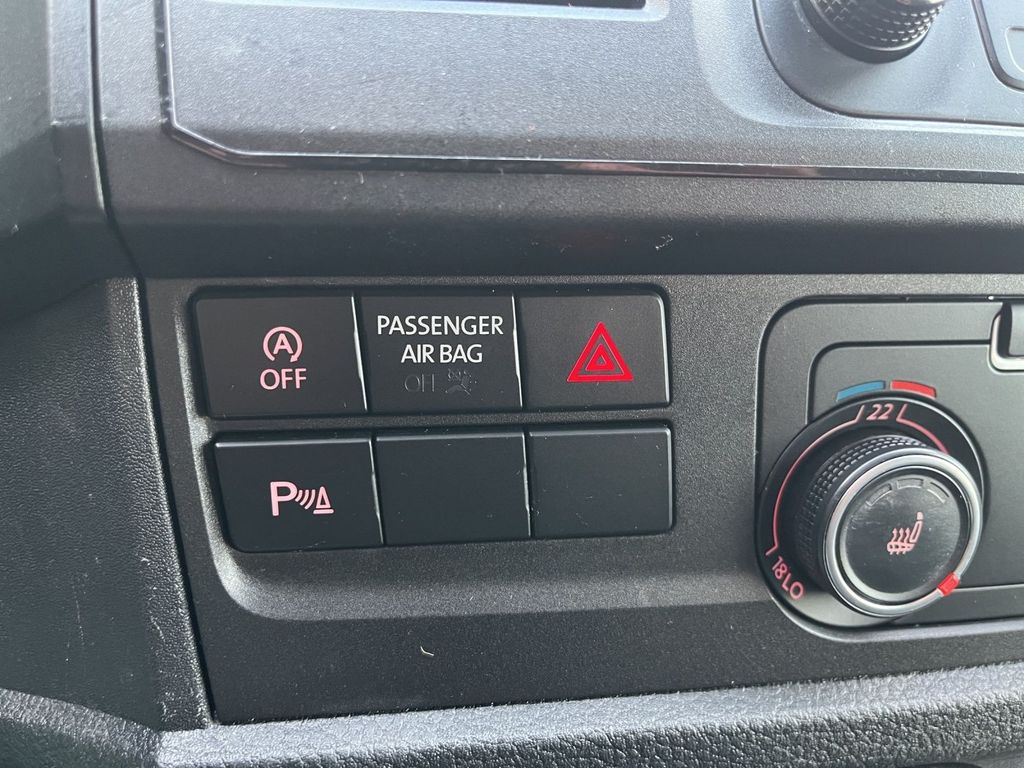 A
OFF
PASSENGER
AIR BAG
OFF
P
22
18LO